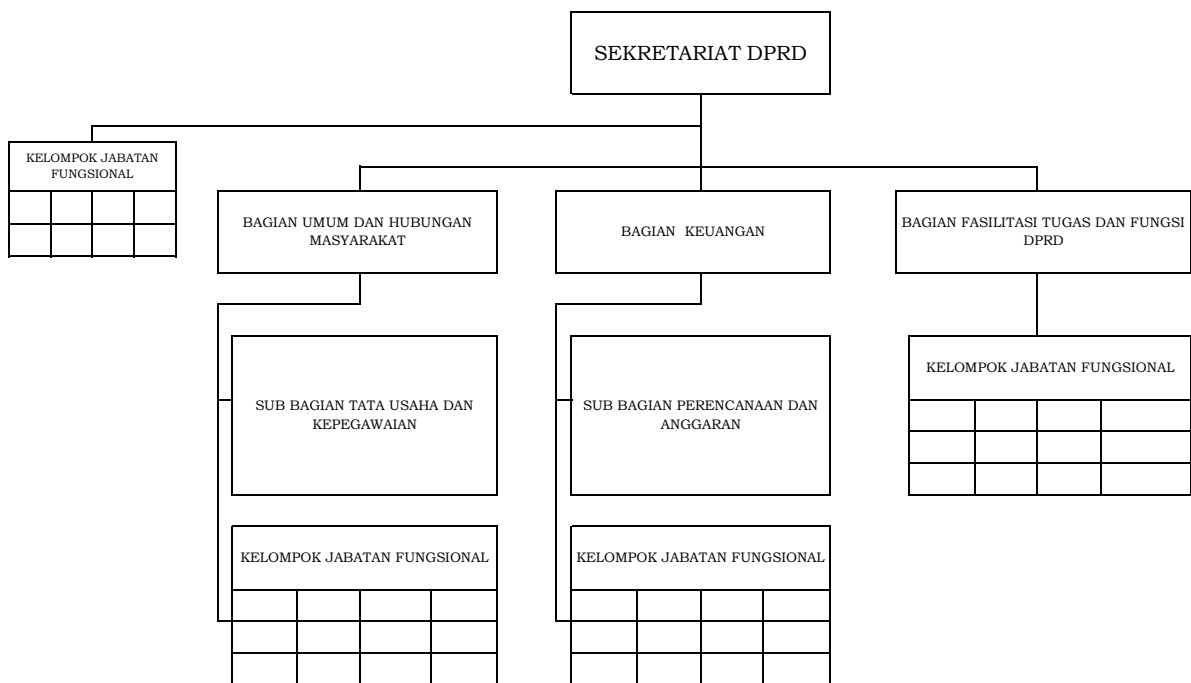 SEKRETARIAT DPRD
KELOMPOK JABATAN
FUNGSIONAL
BAGIAN UMUM DAN HUBUNGAN
MASYARAKAT
BAGIAN KEUANGAN
BAGIAN FASILITASI TUGAS DAN FUNGSI
DPRD
SUB BAGIAN TATA USAHA DAN
KEPEGAWAIAN
SUB BAGIAN PERENCANAAN DAN
ANGGARAN
KELOMPOK JABATAN FUNGSIONAL
KELOMPOK JABATAN FUNGSIONAL
KELOMPOK JABATAN FUNGSIONAL